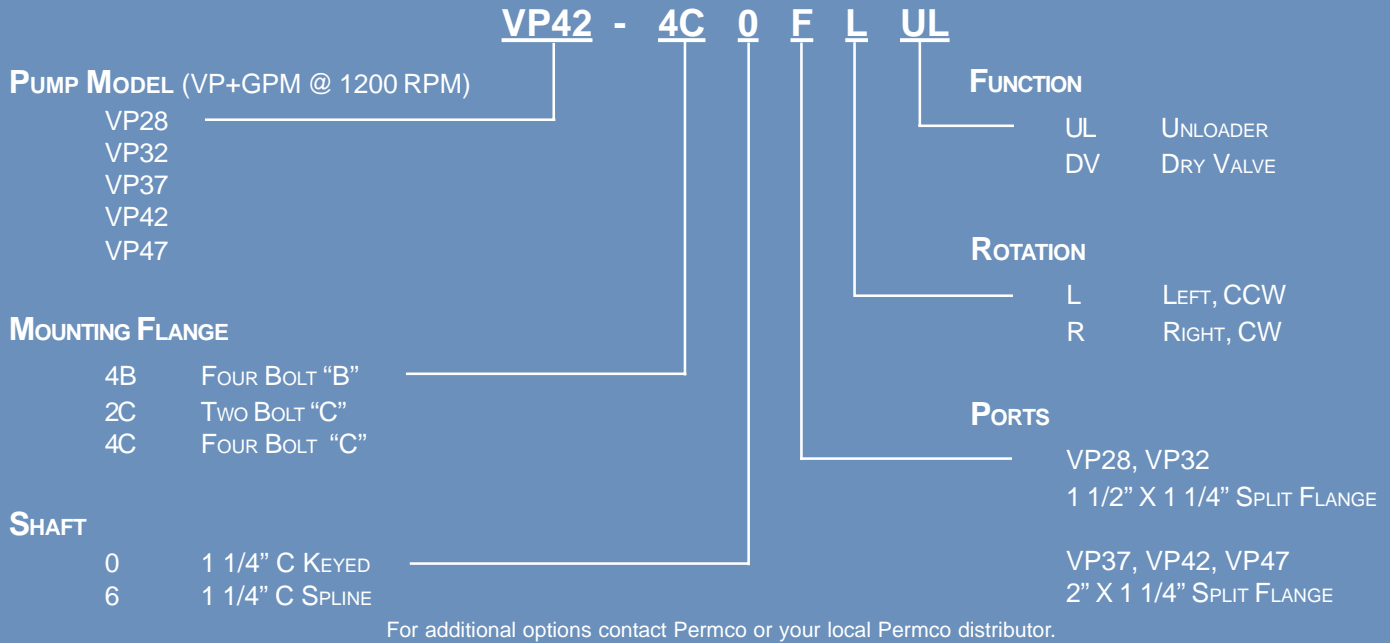 VP42 - 4C 0 F L UL
PUMP MODEL (VP+GPM @ 1200 RPM)
VP28
VP32
VP37
VP42
VP47
MOUNTING FLANGE
4B FOUR BOLT “B”
2C TWO BOLT “C”
4C FOUR BOLT “C”
SHAFT
0 1 1/4” C KEYED
6 1 1/4” C SPLINE
FUNCTION
UL UNLOADER
DV DRY VALVE
ROTATION
L LEFT, CCW
R RIGHT, CW
PORTS
VP28, VP32
1 1/2” X 1 1/4” SPLIT FLANGE
VP37, VP42, VP47
2” X 1 1/4” SPLIT FLANGE
For additional options contact Permco or your local Permco distributor.